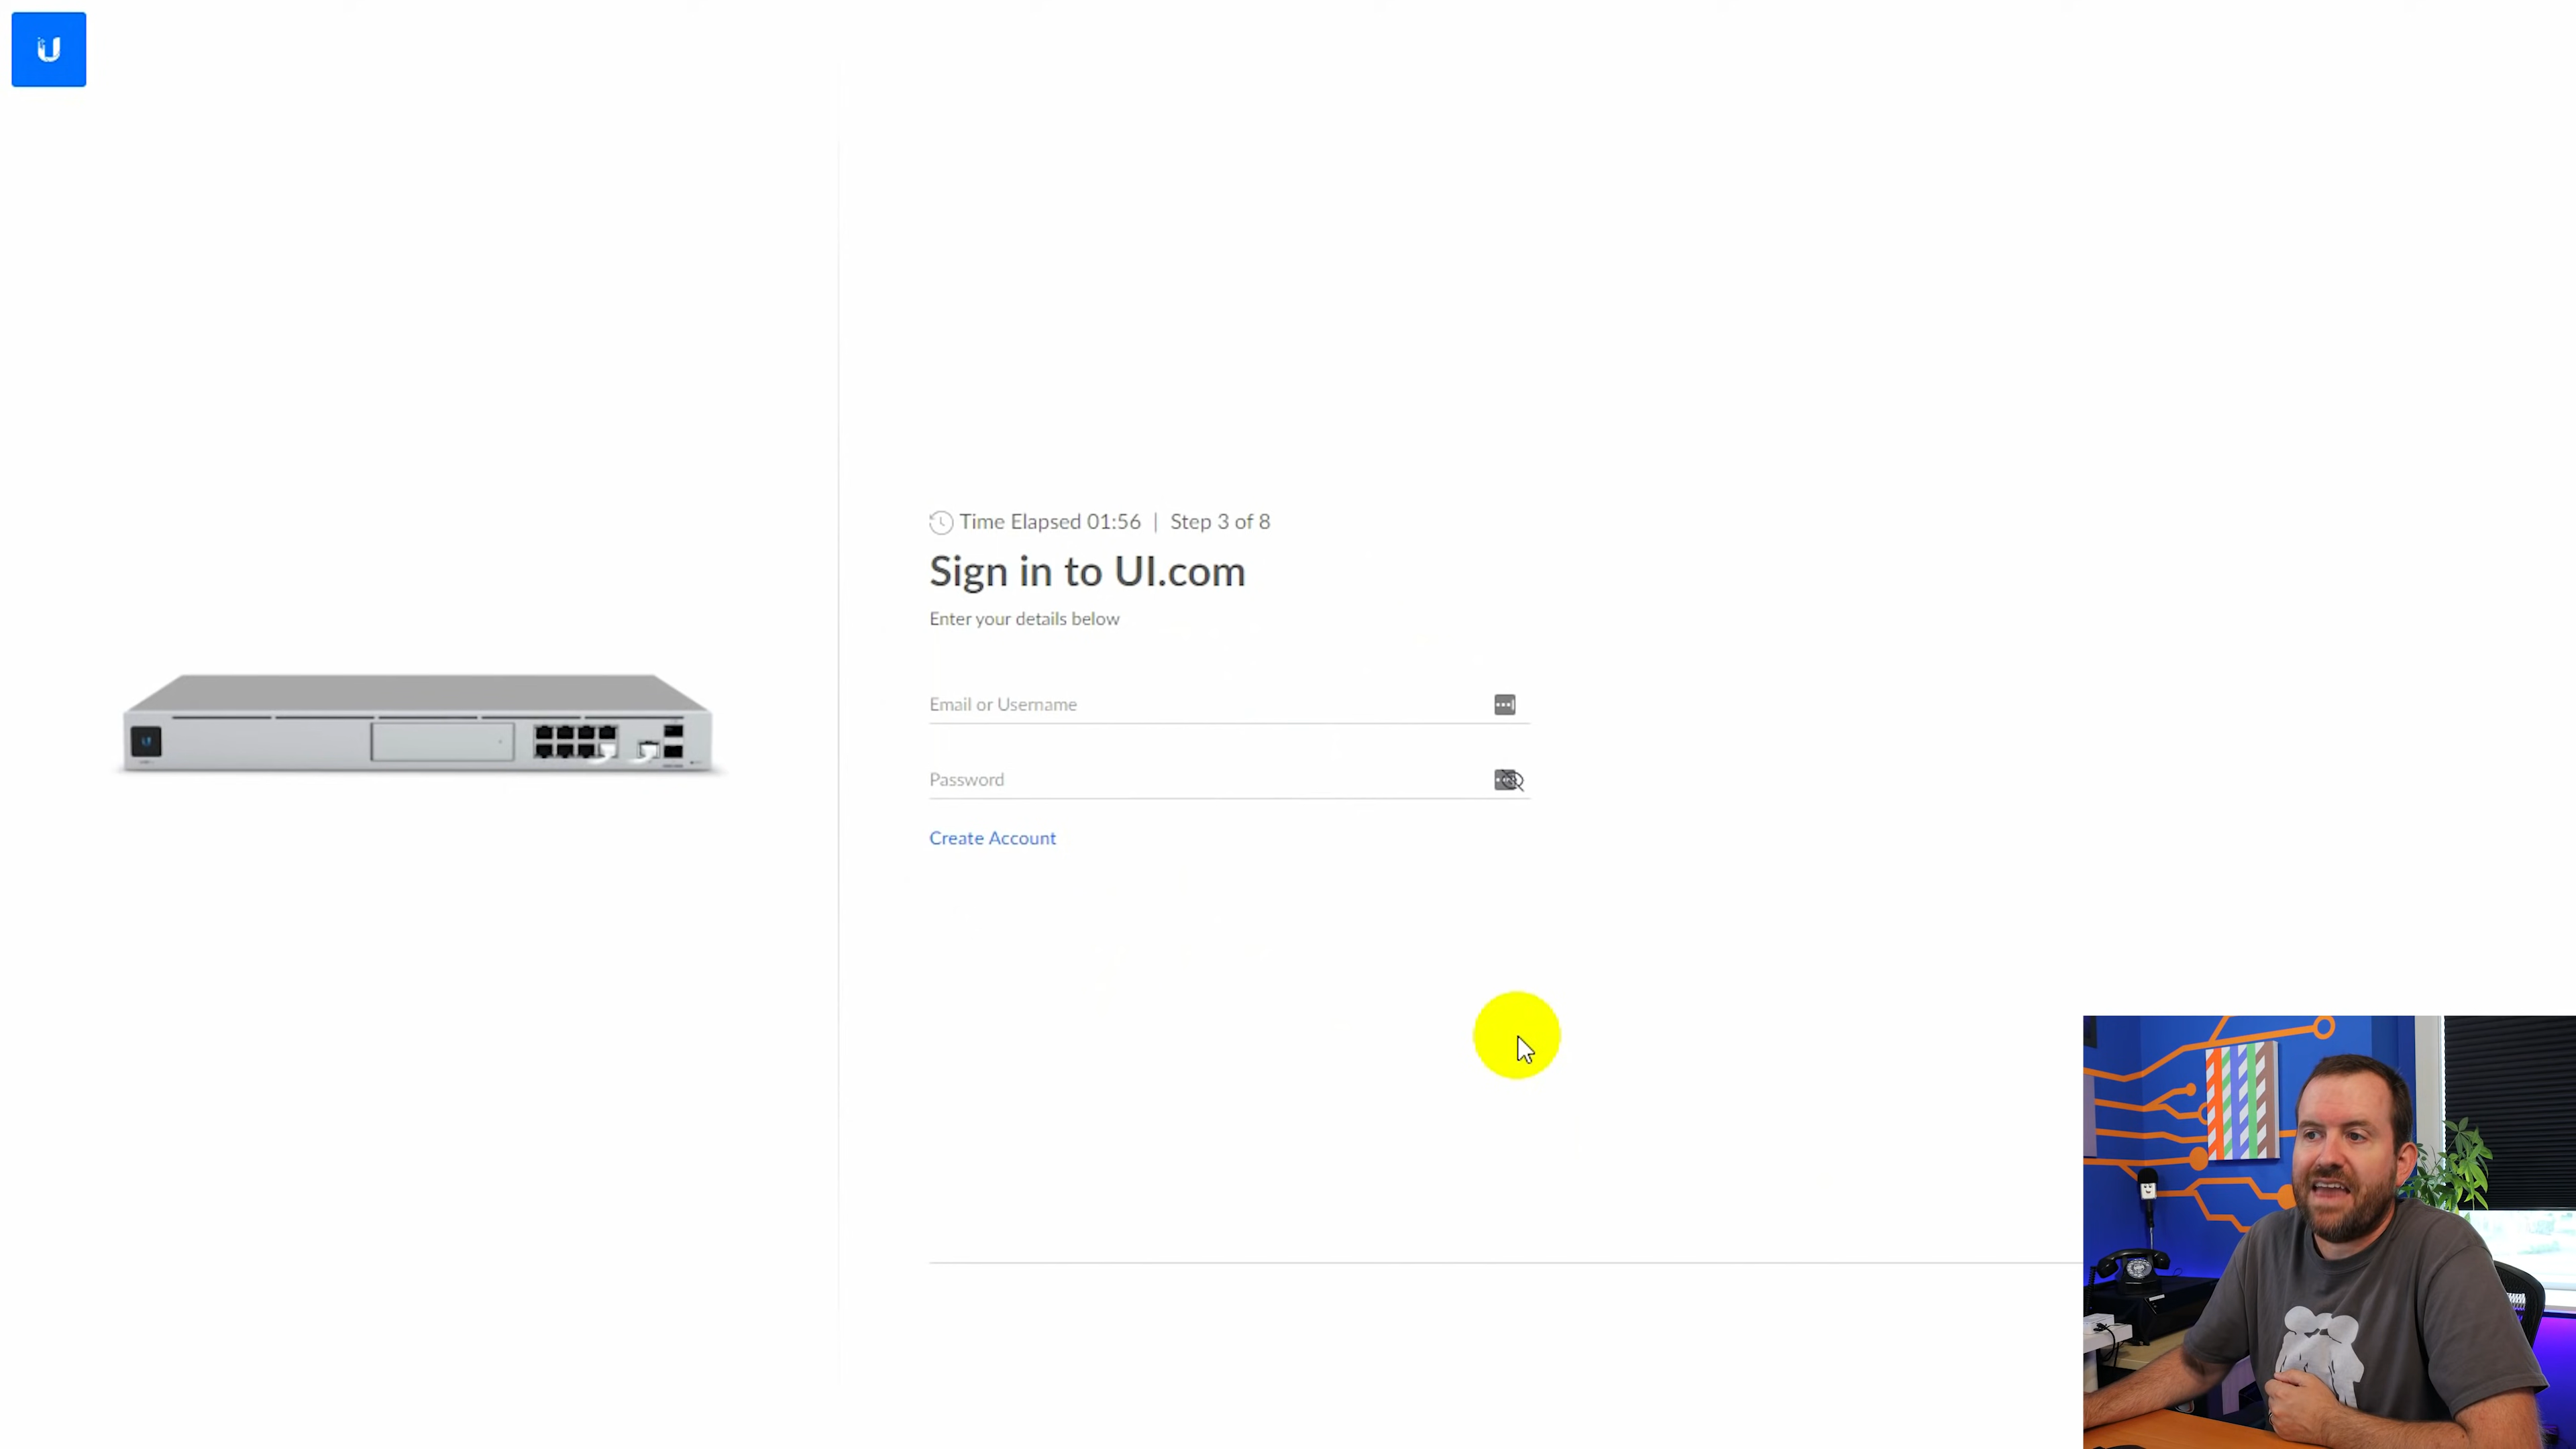 Time Elapsed 01:56 | Step 3 of 8
Sign in to UI.com
Enter your details below
Email or Username
Password
Create Account